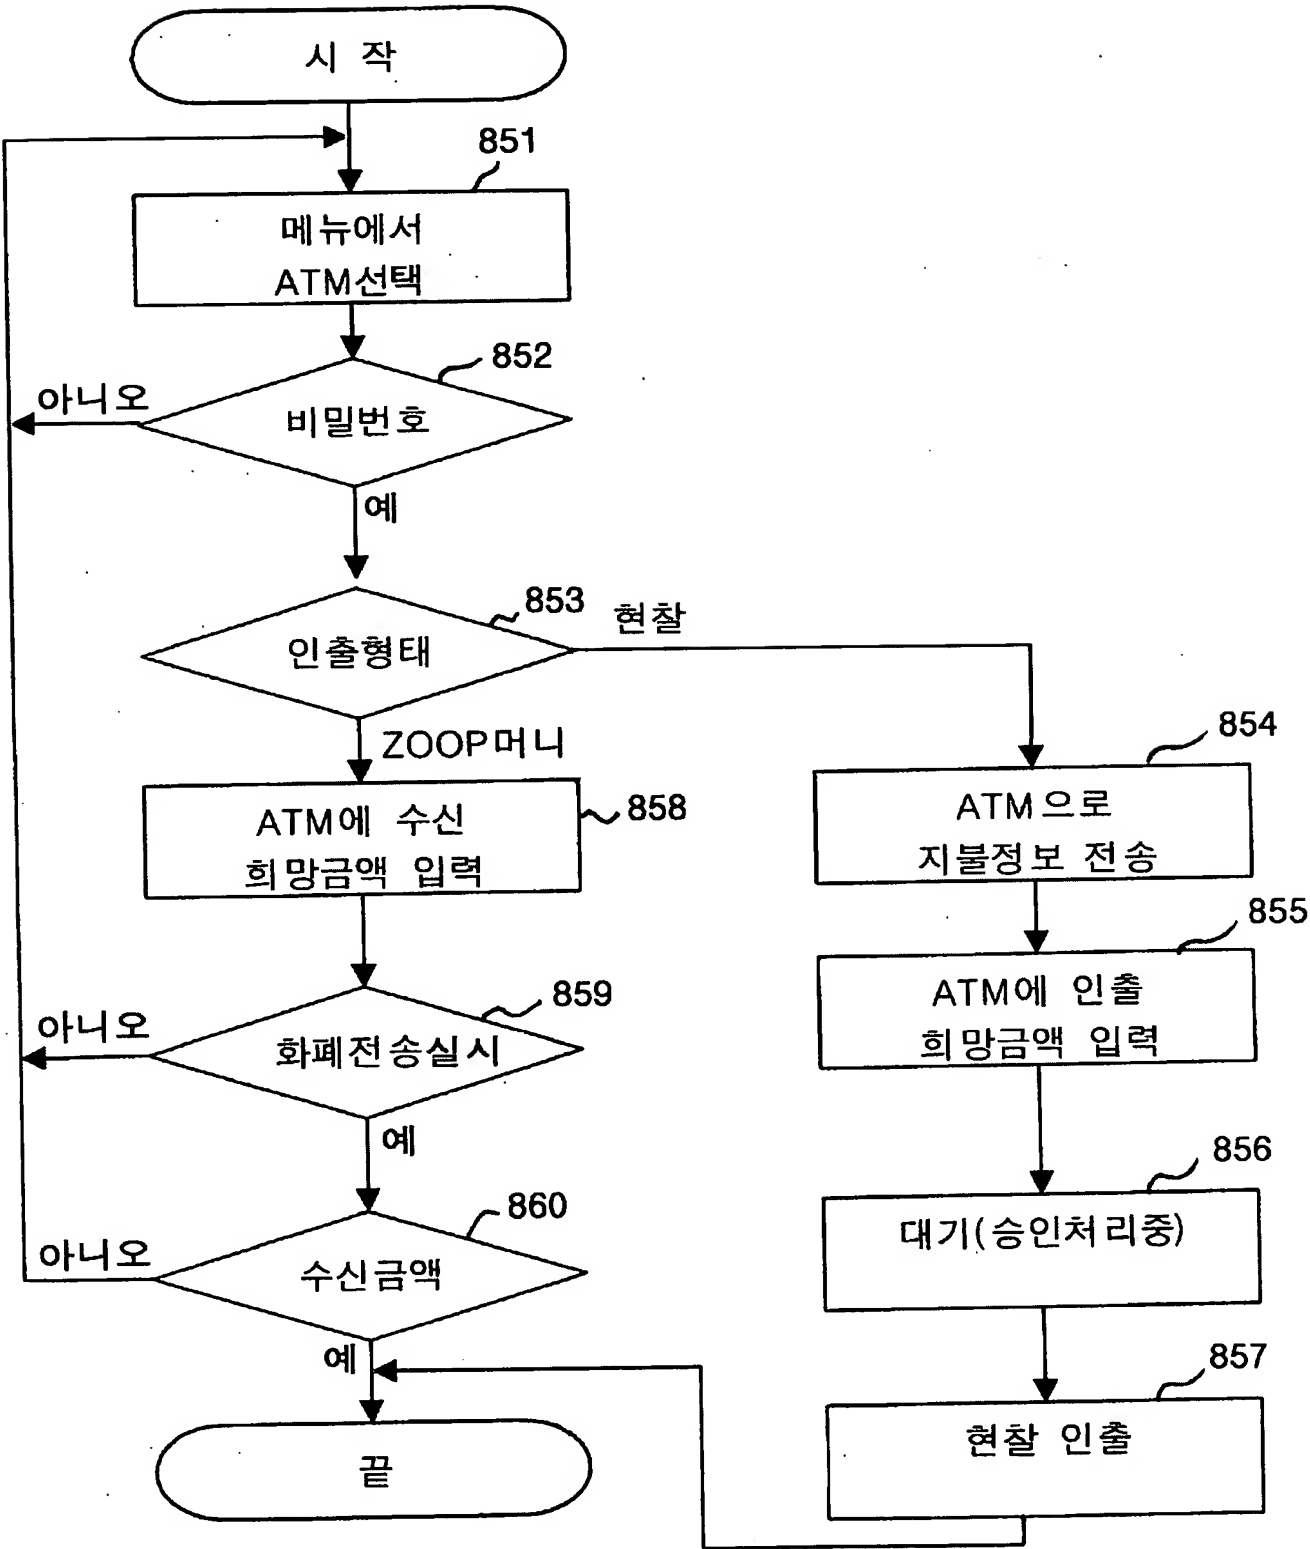 시 작
851
메뉴에서
ATM선택
852
아니오
비밀번호
예
853
현찰
인출형태
ZOOP머니
854
ATM으로
지불정보 전송
858
ATM에 수신
희망금액 입력
855
ATM에 인출
희망금액 입력
859
아니오
화폐전송실시
예
856
대기(승인처리중)
860
아니오
수신금액
예
857
현찰 인출
끝